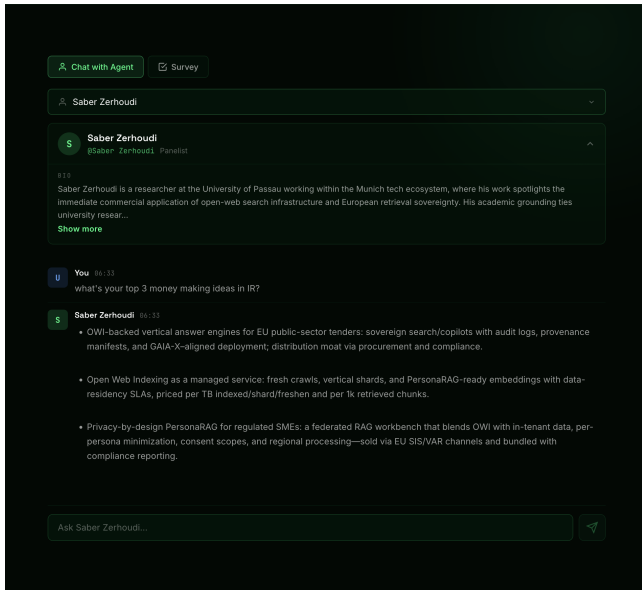 Chat with Agent
Survey
Saber Zerhoudi
S
Saber Zerhoudi
@Saber Zerhoudi Panelist
BIO
Saber Zerhoudi is a researcher at the University of Passau working within the Munich tech ecosystem, where his work spotlights the
immediate commercial application of open-web search infrastructure and European retrieval sovereignty. His academic grounding ties
university resear...
Show more
U
You 06:33
what's your top 3 money making ideas in IR?
S
Saber Zerhoudi 06:33
• OWI-backed vertical answer engines for EU public-sector tenders: sovereign search/copilots with audit logs, provenance
manifests, and GAIA-X–aligned deployment; distribution moat via procurement and compliance.
• Open Web Indexing as a managed service: fresh crawls, vertical shards, and PersonaRAG-ready embeddings with data-
residency SLAs, priced per TB indexed/shard/freshen and per 1k retrieved chunks.
• Privacy-by-design PersonaRAG for regulated SMEs: a federated RAG workbench that blends OWI with in-tenant data, per-
persona minimization, consent scopes, and regional processing—sold via EU SIS/VAR channels and bundled with
compliance reporting.
Ask Saber Zerhoudi...